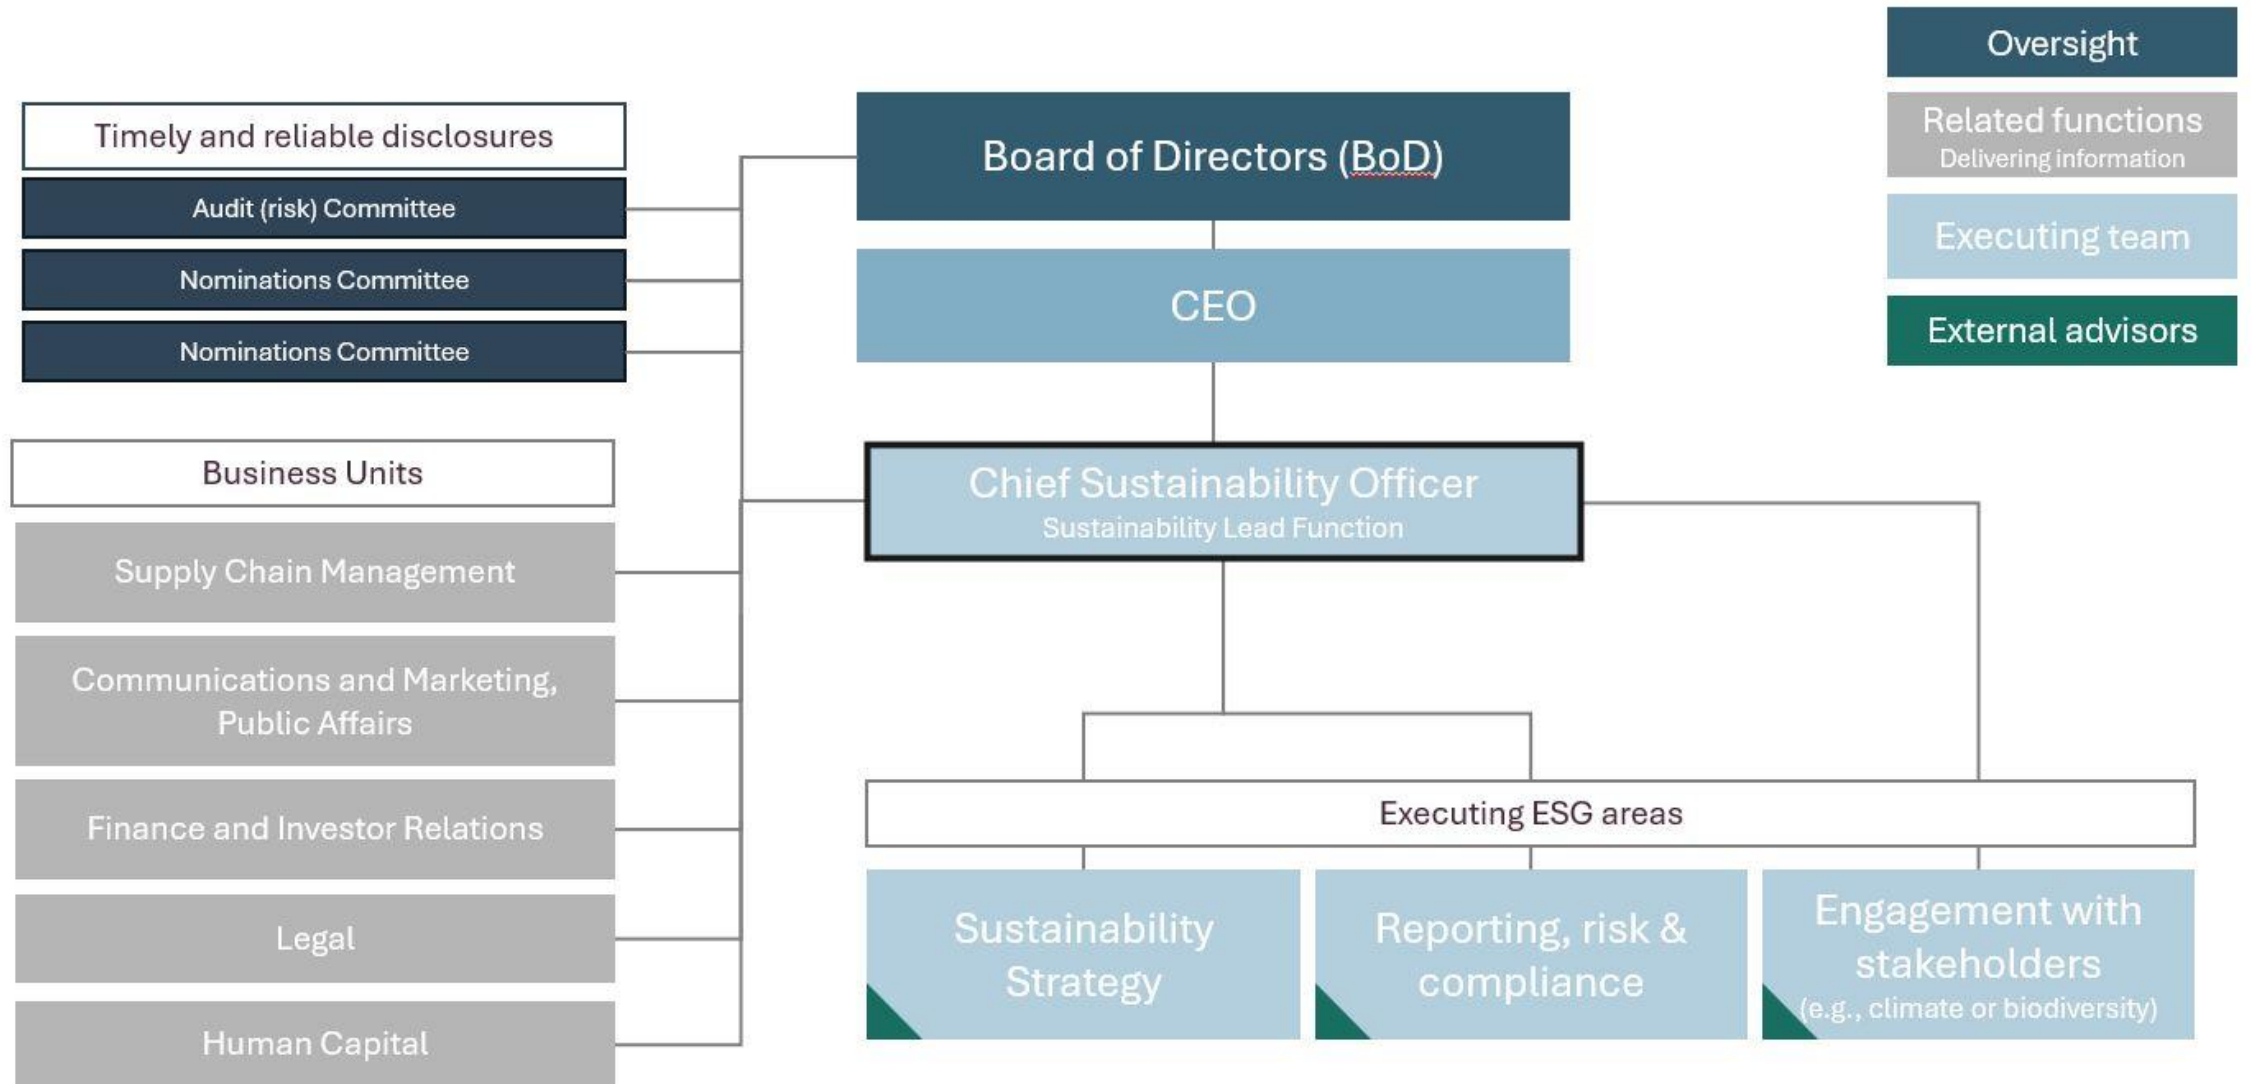 Oversight
Related functions
Delivering information
Executing team
External advisors
Timely and reliable disclosures
Audit (risk) Committee
Nominations Committee
Nominations Committee
Board of Directors (BoD)
CEO
Chief Sustainability Officer
Sustainability Lead Function
Business Units
Supply Chain Management
Communications and Marketing,
Public Affairs
Finance and Investor Relations
Legal
Human Capital
Executing ESG areas
Sustainability
Strategy
Reporting, risk &
compliance
Engagement with
stakeholders
(e.g., climate or biodiversity)